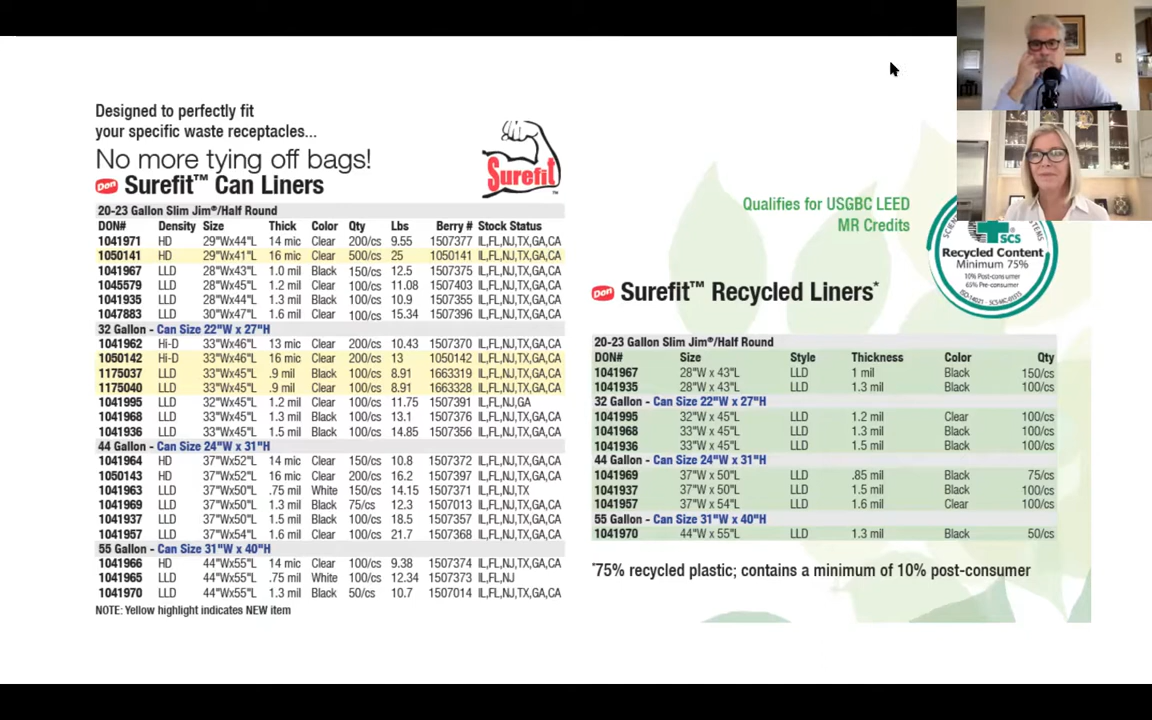 Designed to perfectly fit
your specific waste receptacles...
No more tying off bags!
Don Surefit™ Can Liners
Surefit™
20-23 Gallon Slim Jim®/Half Round
DON# Density Size Thick Color Qty Lbs Berry # Stock Status
1041971 HD 29"Wx44"L 14 mic Clear 200/cs 9.55 1507377 IL,FL,NJ,TX,GA,CA
1050141 HD 29"Wx41"L 16 mic Clear 500/cs 25 1050141 IL,FL,NJ,TX,GA,CA
1041967 LLD 28"Wx43"L 1.0 mil Black 150/cs 12.5 1507375 IL,FL,NJ,TX,GA,CA
1045579 LLD 28"Wx45"L 1.2 mil Clear 100/cs 11.08 1507403 IL,FL,NJ,TX,GA,CA
1041935 LLD 28"Wx44"L 1.3 mil Black 100/cs 10.9 1507355 IL,FL,NJ,TX,GA,CA
1047883 LLD 30"Wx47"L 1.6 mil Clear 100/cs 15.34 1507396 IL,FL,NJ,TX,GA,CA
32 Gallon - Can Size 22"W x 27"H
1041962 Hi-D 33"Wx46"L 13 mic Clear 200/cs 10.43 1507370 IL,FL,NJ,TX,GA,CA
1050142 Hi-D 33"Wx46"L 16 mic Clear 200/cs 13 1050142 IL,FL,NJ,TX,GA,CA
1175037 LLD 33"Wx45"L .9 mil Black 100/cs 8.91 1663319 IL,FL,NJ,TX,GA,CA
1175040 LLD 33"Wx45"L .9 mil Clear 100/cs 8.91 1663328 IL,FL,NJ,TX,GA,CA
1041995 LLD 32"Wx45"L 1.2 mil Clear 100/cs 11.75 1507391 IL,NJ,GA
1041968 LLD 33"Wx45"L 1.3 mil Black 100/cs 13.1 1507376 IL,FL,NJ,TX,GA,CA
1041936 LLD 33"Wx45"L 1.5 mil Black 100/cs 14.85 1507356 IL,FL,NJ,TX,GA,CA
44 Gallon - Can Size 24"W x 31"H
1041964 HD 37"Wx52"L 14 mic Clear 150/cs 10.8 1507372 IL,FL,NJ,TX,GA,CA
1050143 HD 37"Wx52"L 16 mic Clear 200/cs 16.2 1507397 IL,FL,NJ,TX,GA,CA
1041963 LLD 37"Wx50"L .75 mil White 150/cs 14.15 1507371 IL,FL,NJ,TX
1041969 LLD 37"Wx50"L 1.3 mil Black 75/cs 12.3 1507013 IL,FL,NJ,TX,GA,CA
1041937 LLD 37"Wx50"L 1.5 mil Black 100/cs 18.5 1507357 IL,FL,NJ,TX,GA,CA
1041957 LLD 37"Wx54"L 1.6 mil Clear 100/cs 21.7 1507368 IL,FL,NJ,TX,GA,CA
55 Gallon - Can Size 31"W x 40"H
1041966 HD 44"Wx55"L 14 mic Clear 100/cs 9.38 1507374 IL,FL,NJ,TX,GA,CA
1041965 LLD 44"Wx55"L .75 mil White 100/cs 12.34 1507373 IL,FL,NJ
1041970 LLD 44"Wx55"L 1.3 mil Black 50/cs 10.7 1507014 IL,FL,NJ,TX,GA,CA
NOTE: Yellow highlight indicates NEW item
Qualifies for USGBC LEED
MR Credits
SCS
Recycled Content
Minimum 75%
10% Post-consumer
65% Pre-consumer
Don Surefit™ Recycled Liners*
20-23 Gallon Slim Jim®/Half Round
DON# Size Style Thickness Color Qty
1041967 28"W x 43"L LLD 1 mil Black 150/cs
1041935 28"W x 43"L LLD 1.3 mil Black 100/cs
32 Gallon - Can Size 22"W x 27"H
1041995 32"W x 45"L LLD 1.2 mil Clear 100/cs
1041968 33"W x 45"L LLD 1.3 mil Black 100/cs
1041936 33"W x 45"L LLD 1.5 mil Black 100/cs
44 Gallon - Can Size 24"W x 31"H
1041969 37"W x 50"L LLD .85 mil Black 75/cs
1041937 37"W x 50"L LLD 1.5 mil Black 100/cs
1041957 37"W x 54"L LLD 1.6 mil Clear 100/cs
55 Gallon - Can Size 31"W x 40"H
1041970 44"W x 55"L LLD 1.3 mil Black 50/cs
*75% recycled plastic; contains a minimum of 10% post-consumer